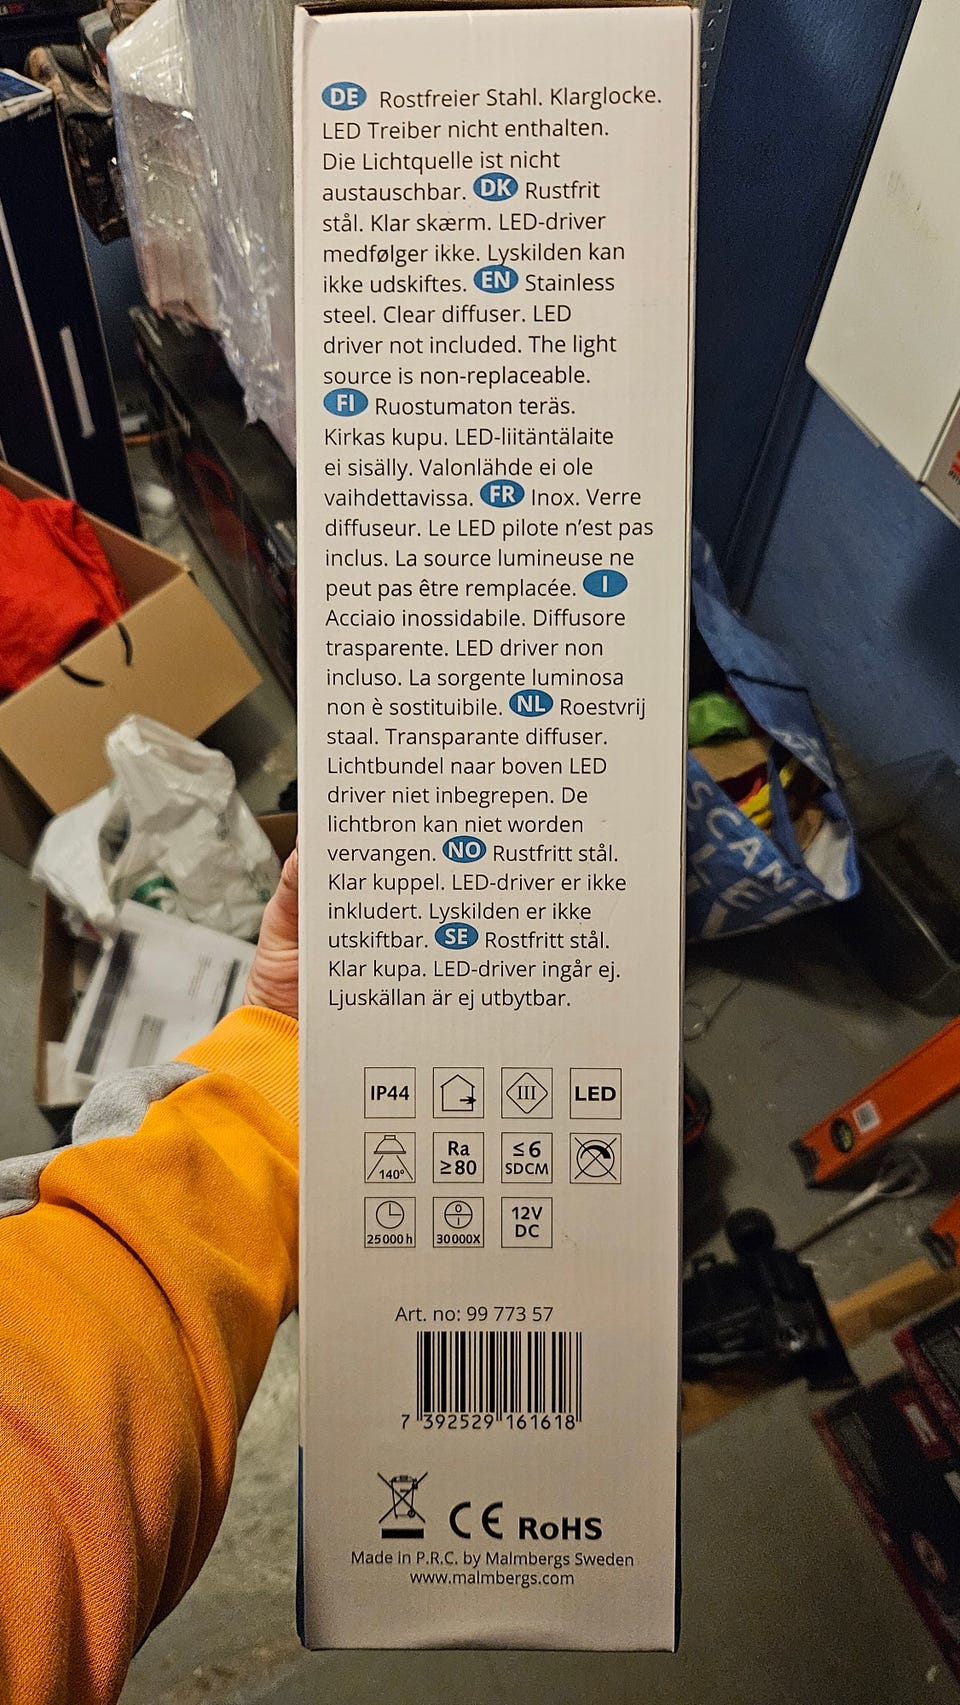 DE Rostfreier Stahl. Klarglocke.
LED Treiber nicht enthalten.
Die Lichtquelle ist nicht
austauschbar. DK Rustfrit
stål. Klar skærm. LED-driver
medfølger ikke. Lyskilden kan
ikke udskiftes. EN Stainless
steel. Clear diffuser. LED
driver not included. The light
source is non-replaceable.
FI Ruostumaton teräs.
Kirkas kupu. LED-liitäntälaite
ei sisälly. Valonlähde ei ole
vaihdettavissa. FR Inox. Verre
diffuseur. Le LED pilote n'est pas
inclus. La source lumineuse ne
peut pas être remplacée. I
Acciaio inossidabile. Diffusore
trasparente. LED driver non
incluso. La sorgente luminosa
non è sostituibile. NL Roestvrij
staal. Transparante diffuser.
Lichtbundel naar boven LED
driver niet inbegrepen. De
lichtbron kan niet worden
vervangen. NO Rustfritt stål.
Klar kuppel. LED-driver er ikke
inkludert. Lyskilden er ikke
utskiftbar. SE Rostfritt stål.
Klar kupa. LED-driver ingår ej.
Ljuskällan är ej utbytbar.
IP44 III LED
140° Ra ≥80 ≤6 SDCM
25000 h 30000X 12V DC
Art. no: 99 773 57
7 392529 161618
CE RoHS
Made in P.R.C. by Malmbergs Sweden
www.malmbergs.com